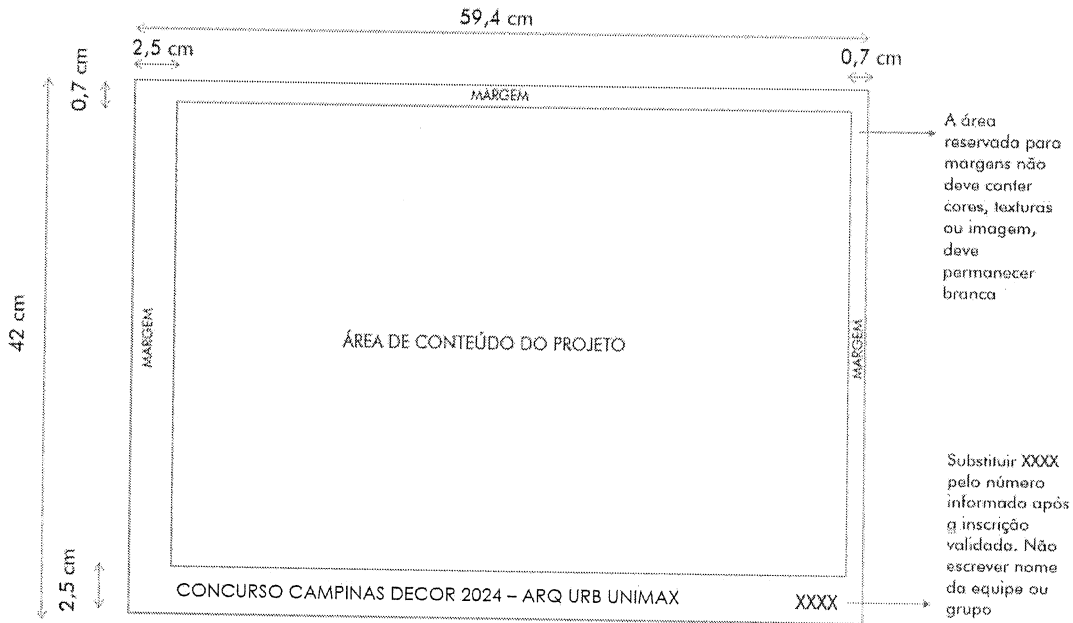 59,4 cm
2,5 cm
0,7 cm
0,7 cm
MARGEM
A área
reservada para
margens não
deve conter
cores, texturas
ou imagem,
deve
permanecer
branca
42 cm
MARGEM
ÁREA DE CONTEÚDO DO PROJETO
MARGEM
Substituir XXXX
pelo número
informado após
a inscrição
validada. Não
escrever nome
da equipe ou
grupo
2,5 cm
CONCURSO CAMPINAS DECOR 2024 – ARQ URB UNIMAX
XXXX